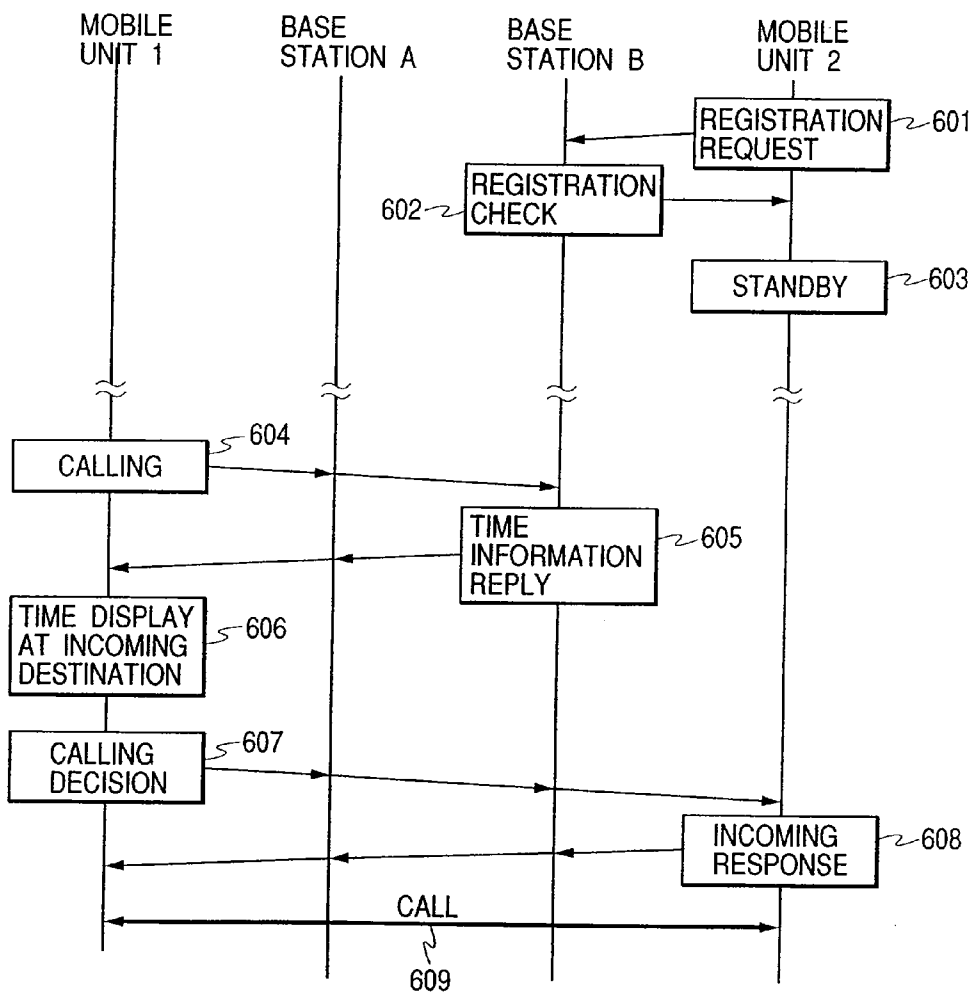 MOBILE
UNIT 1
BASE
STATION A
BASE
STATION B
MOBILE
UNIT 2
REGISTRATION
REQUEST
601
REGISTRATION
CHECK
602
STANDBY
603
604
CALLING
TIME
INFORMATION
REPLY
605
TIME DISPLAY
AT INCOMING
DESTINATION
606
CALLING
DECISION
607
INCOMING
RESPONSE
608
CALL
609